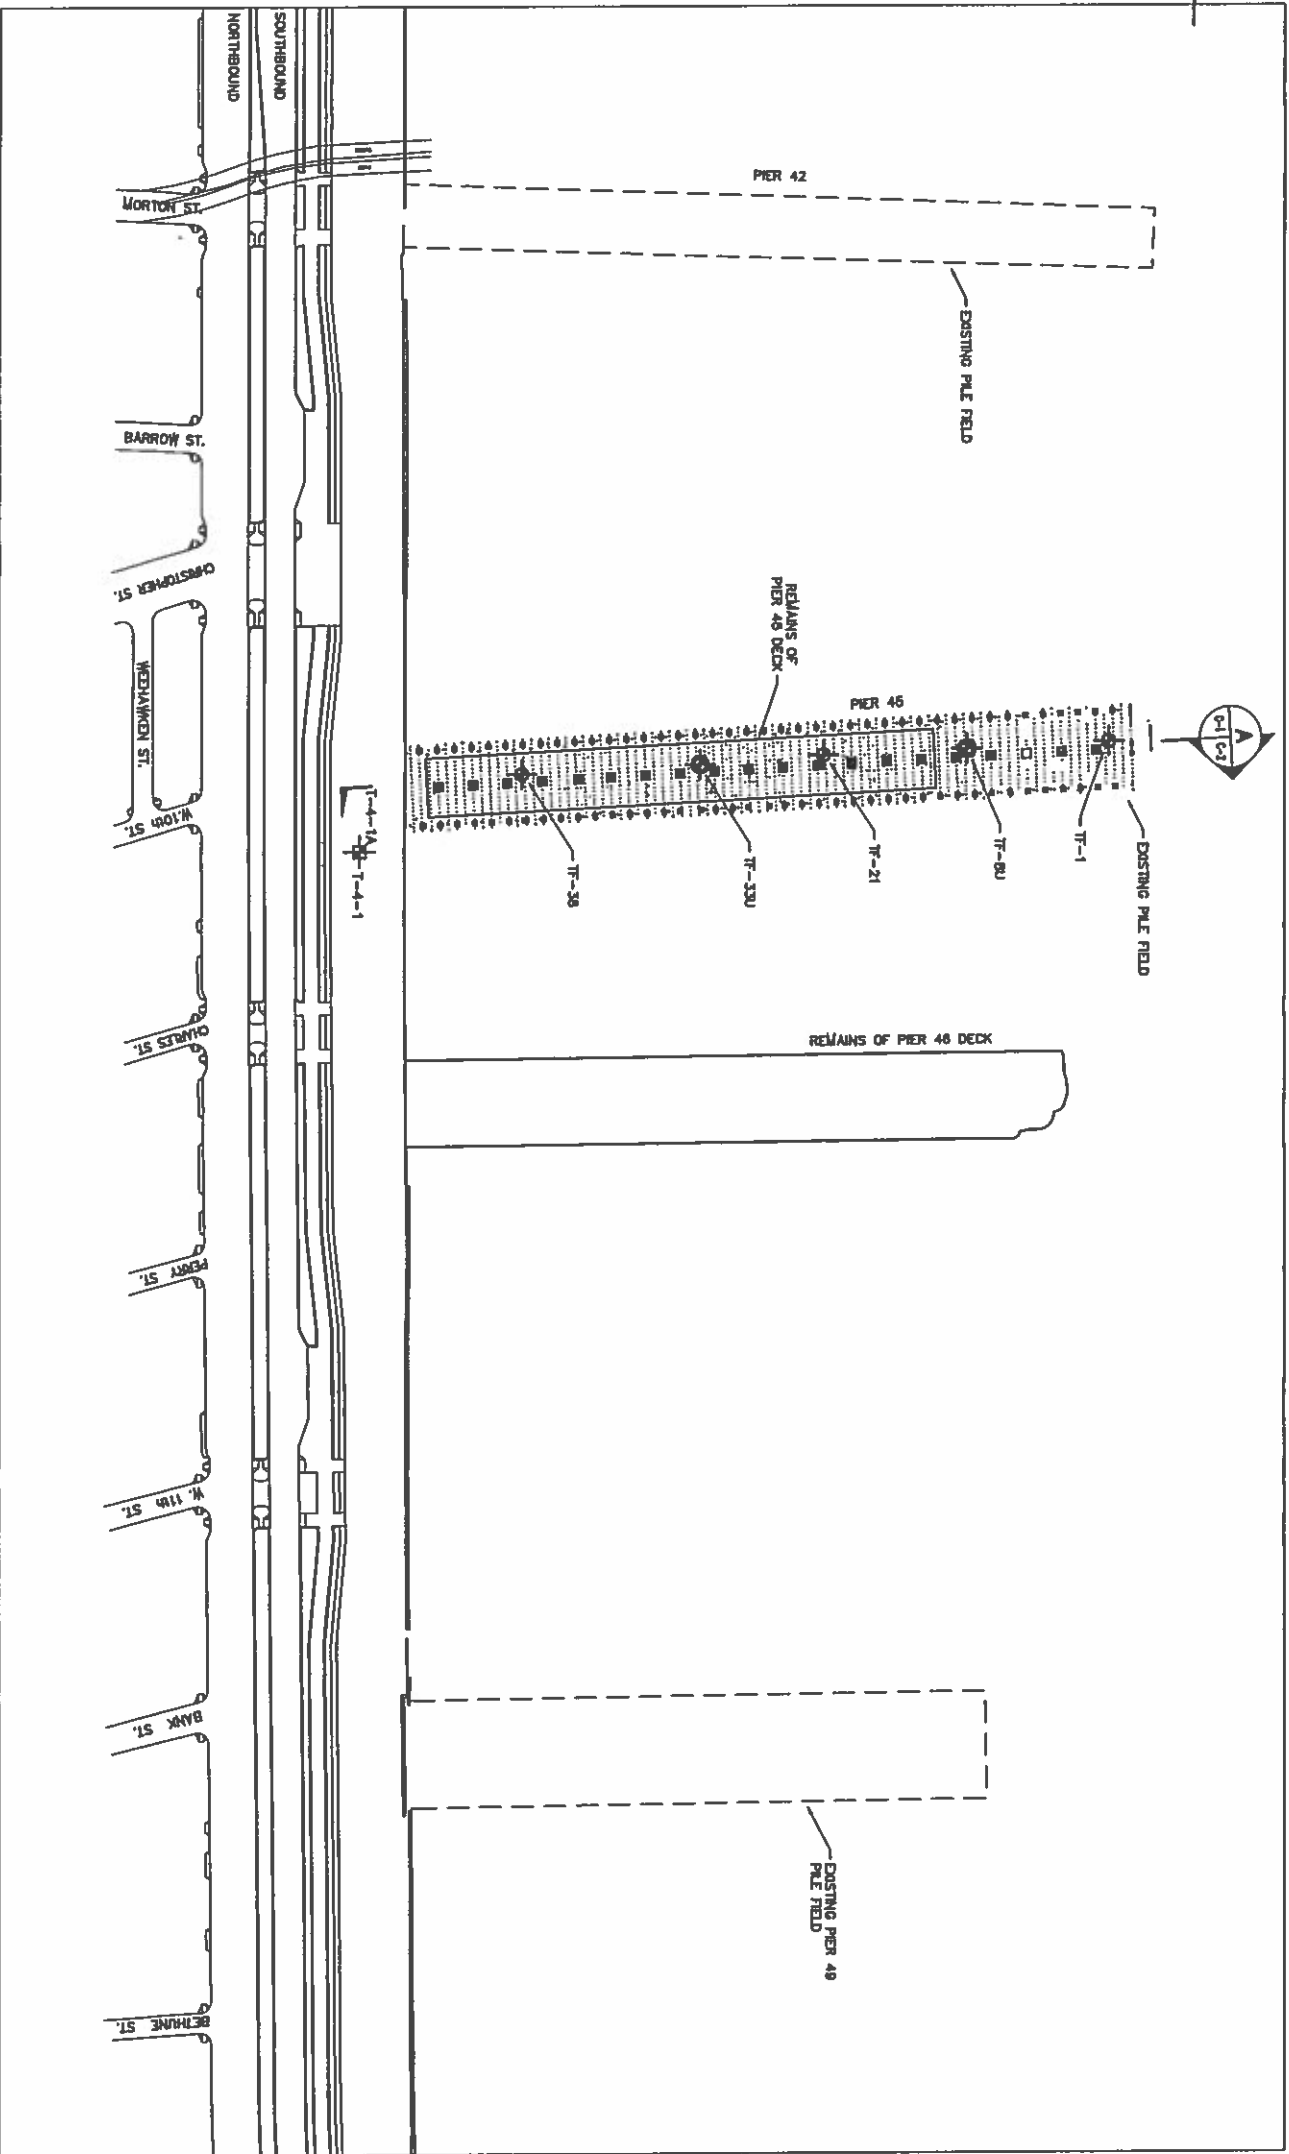 SOUTHBOUND
NORTHBOUND
MORTON ST.
PIER 42
EXISTING PILE FIELD
BARROW ST.
CHRISTOPHER ST.
WEEHAWKEN ST.
W.10th ST.
REMAINS OF
PIER 45 DECK
PIER 45
A
D-1 C-2
EXISTING PILE FIELD
TF-1
TF-8U
TF-21
TF-33U
TF-38
T-4-1A
T-4-1
CHARLES ST.
REMAINS OF PIER 46 DECK
PERRY ST.
W. 11th ST.
BANK ST.
EXISTING PIER 49
PILE FIELD
BETHUNE ST.